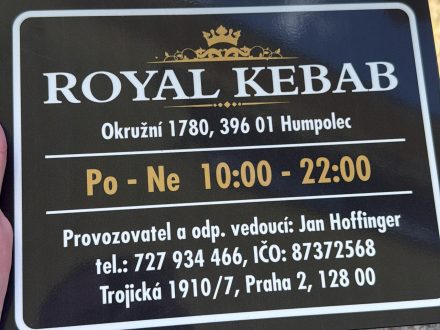 ROYAL KEBAB
Okružní 1780, 396 01 Humpolec
Po - Ne 10:00 - 22:00
Provozovatel a odp. vedoucí: Jan Hoffinger
tel.: 727 934 466, IČO: 87372568
Trojická 1910/7, Praha 2, 128 00